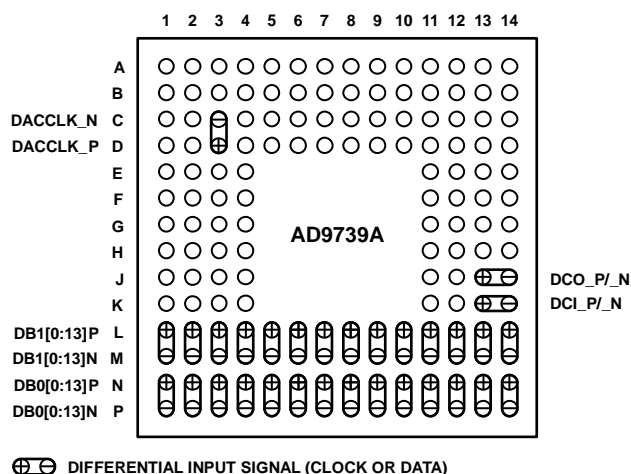 1 2 3 4 5 6 7 8 9 10 11 12 13 14
A
B
DACCLK_N C
DACCLK_P D
E
F
G
AD9739A
H
J DCO_P/_N
K DCI_P/_N
DB1[0:13]P L
DB1[0:13]N M
DB0[0:13]P N
DB0[0:13]N P
DIFFERENTIAL INPUT SIGNAL (CLOCK OR DATA)